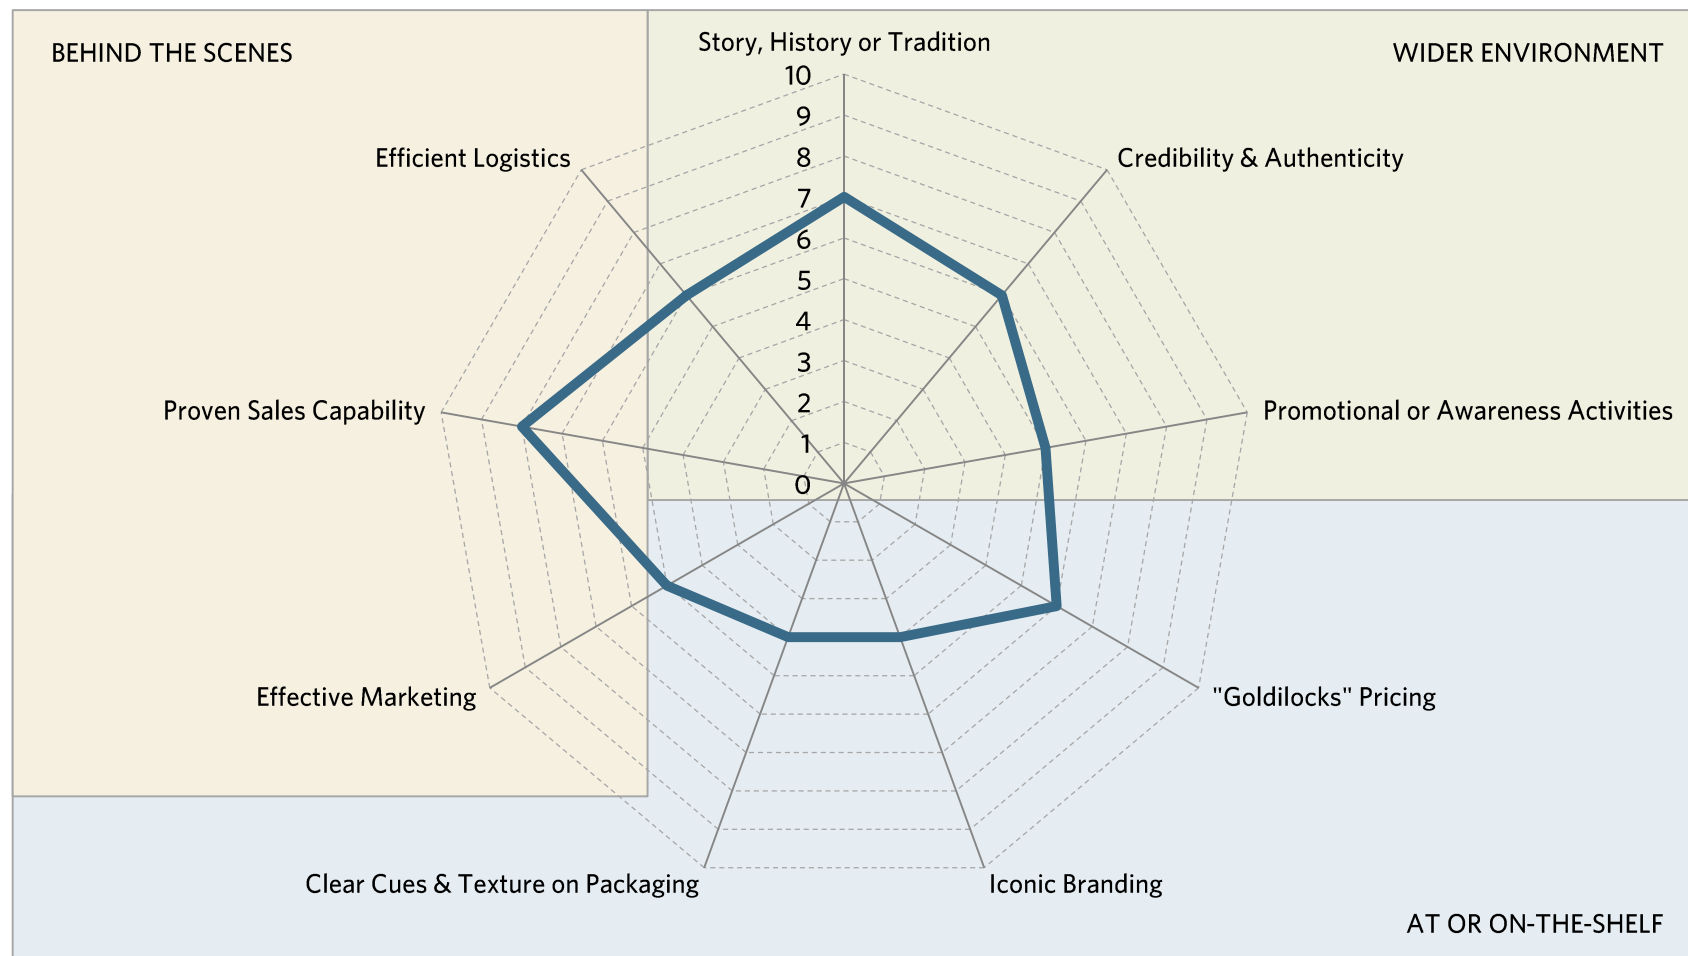 BEHIND THE SCENES
WIDER ENVIRONMENT
Story, History or Tradition
10
9
8
7
6
5
4
3
2
1
0
Efficient Logistics
Credibility & Authenticity
Proven Sales Capability
Promotional or Awareness Activities
Effective Marketing
"Goldilocks" Pricing
Clear Cues & Texture on Packaging
Iconic Branding
AT OR ON-THE-SHELF